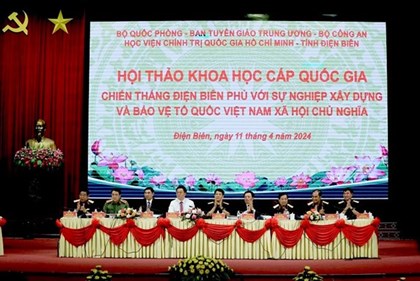 BỘ QUỐC PHÒNG - BAN TUYÊN GIÁO TRUNG ƯƠNG - BỘ CÔNG AN
HỌC VIỆN CHÍNH TRỊ QUỐC GIA HỒ CHÍ MINH - TỈNH ĐIỆN BIÊN
HỘI THẢO KHOA HỌC CẤP QUỐC GIA
CHIẾN THẮNG ĐIỆN BIÊN PHỦ VỚI SỰ NGHIỆP XÂY DỰNG
VÀ BẢO VỆ TỔ QUỐC VIỆT NAM XÃ HỘI CHỦ NGHĨA
Điện Biên, ngày 11 tháng 4 năm 2024